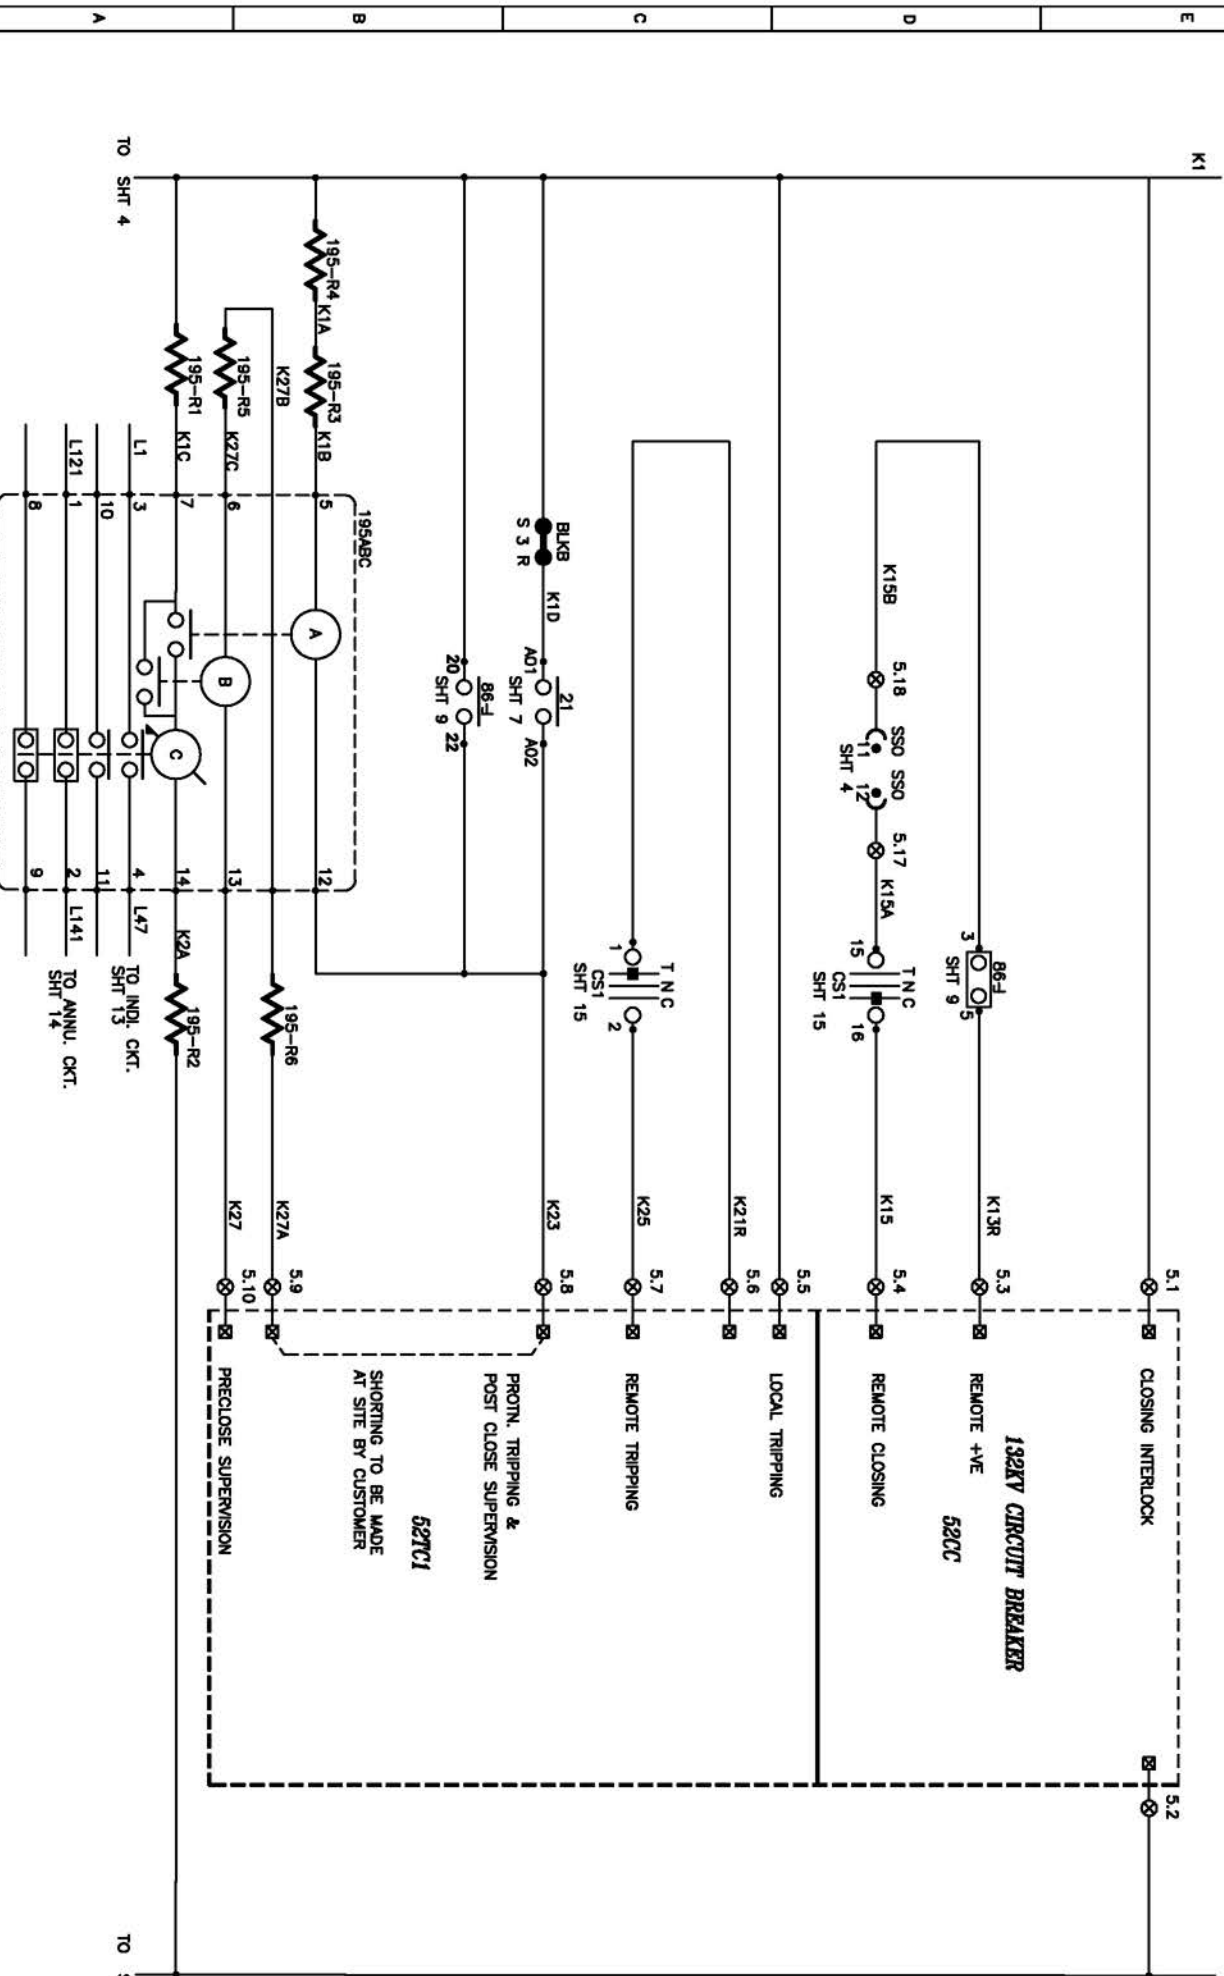 E
D
C
B
A
K1
TO SHT 4
5.1
CLOSING INTERLOCK
5.2
132KV CIRCUIT BREAKER
52CC
3
86-J
5
SHT 9
K13R
5.3
REMOTE +VE
K15B
5.18
SSO
11
SSO
12
SHT 4
5.17
K15A
15
T N C
CS1
16
SHT 15
K15
5.4
REMOTE CLOSING
5.5
LOCAL TRIPPING
K21R
5.6
1
T N C
CS1
2
SHT 15
K25
5.7
REMOTE TRIPPING
BLKB
S 3 R
K1D
A01
21
A02
SHT 7
K23
5.8
PROTN. TRIPPING &
POST CLOSE SUPERVISION
20
86-J
22
SHT 9
52TC1
SHORTING TO BE MADE
AT SITE BY CUSTOMER
195-R4
K1A
195-R3
K1B
5
195ABC
A
12
K27B
195-R6
K27A
5.9
195-R5
K27C
6
B
13
K27
5.10
PRECLOSE SUPERVISION
195-R1
K1C
7
C
14
K2A
195-R2
L1
3
4
L47
TO INDI. CKT.
SHT 13
10
11
L121
1
2
L141
TO ANNU. CKT.
SHT 14
8
9
TO